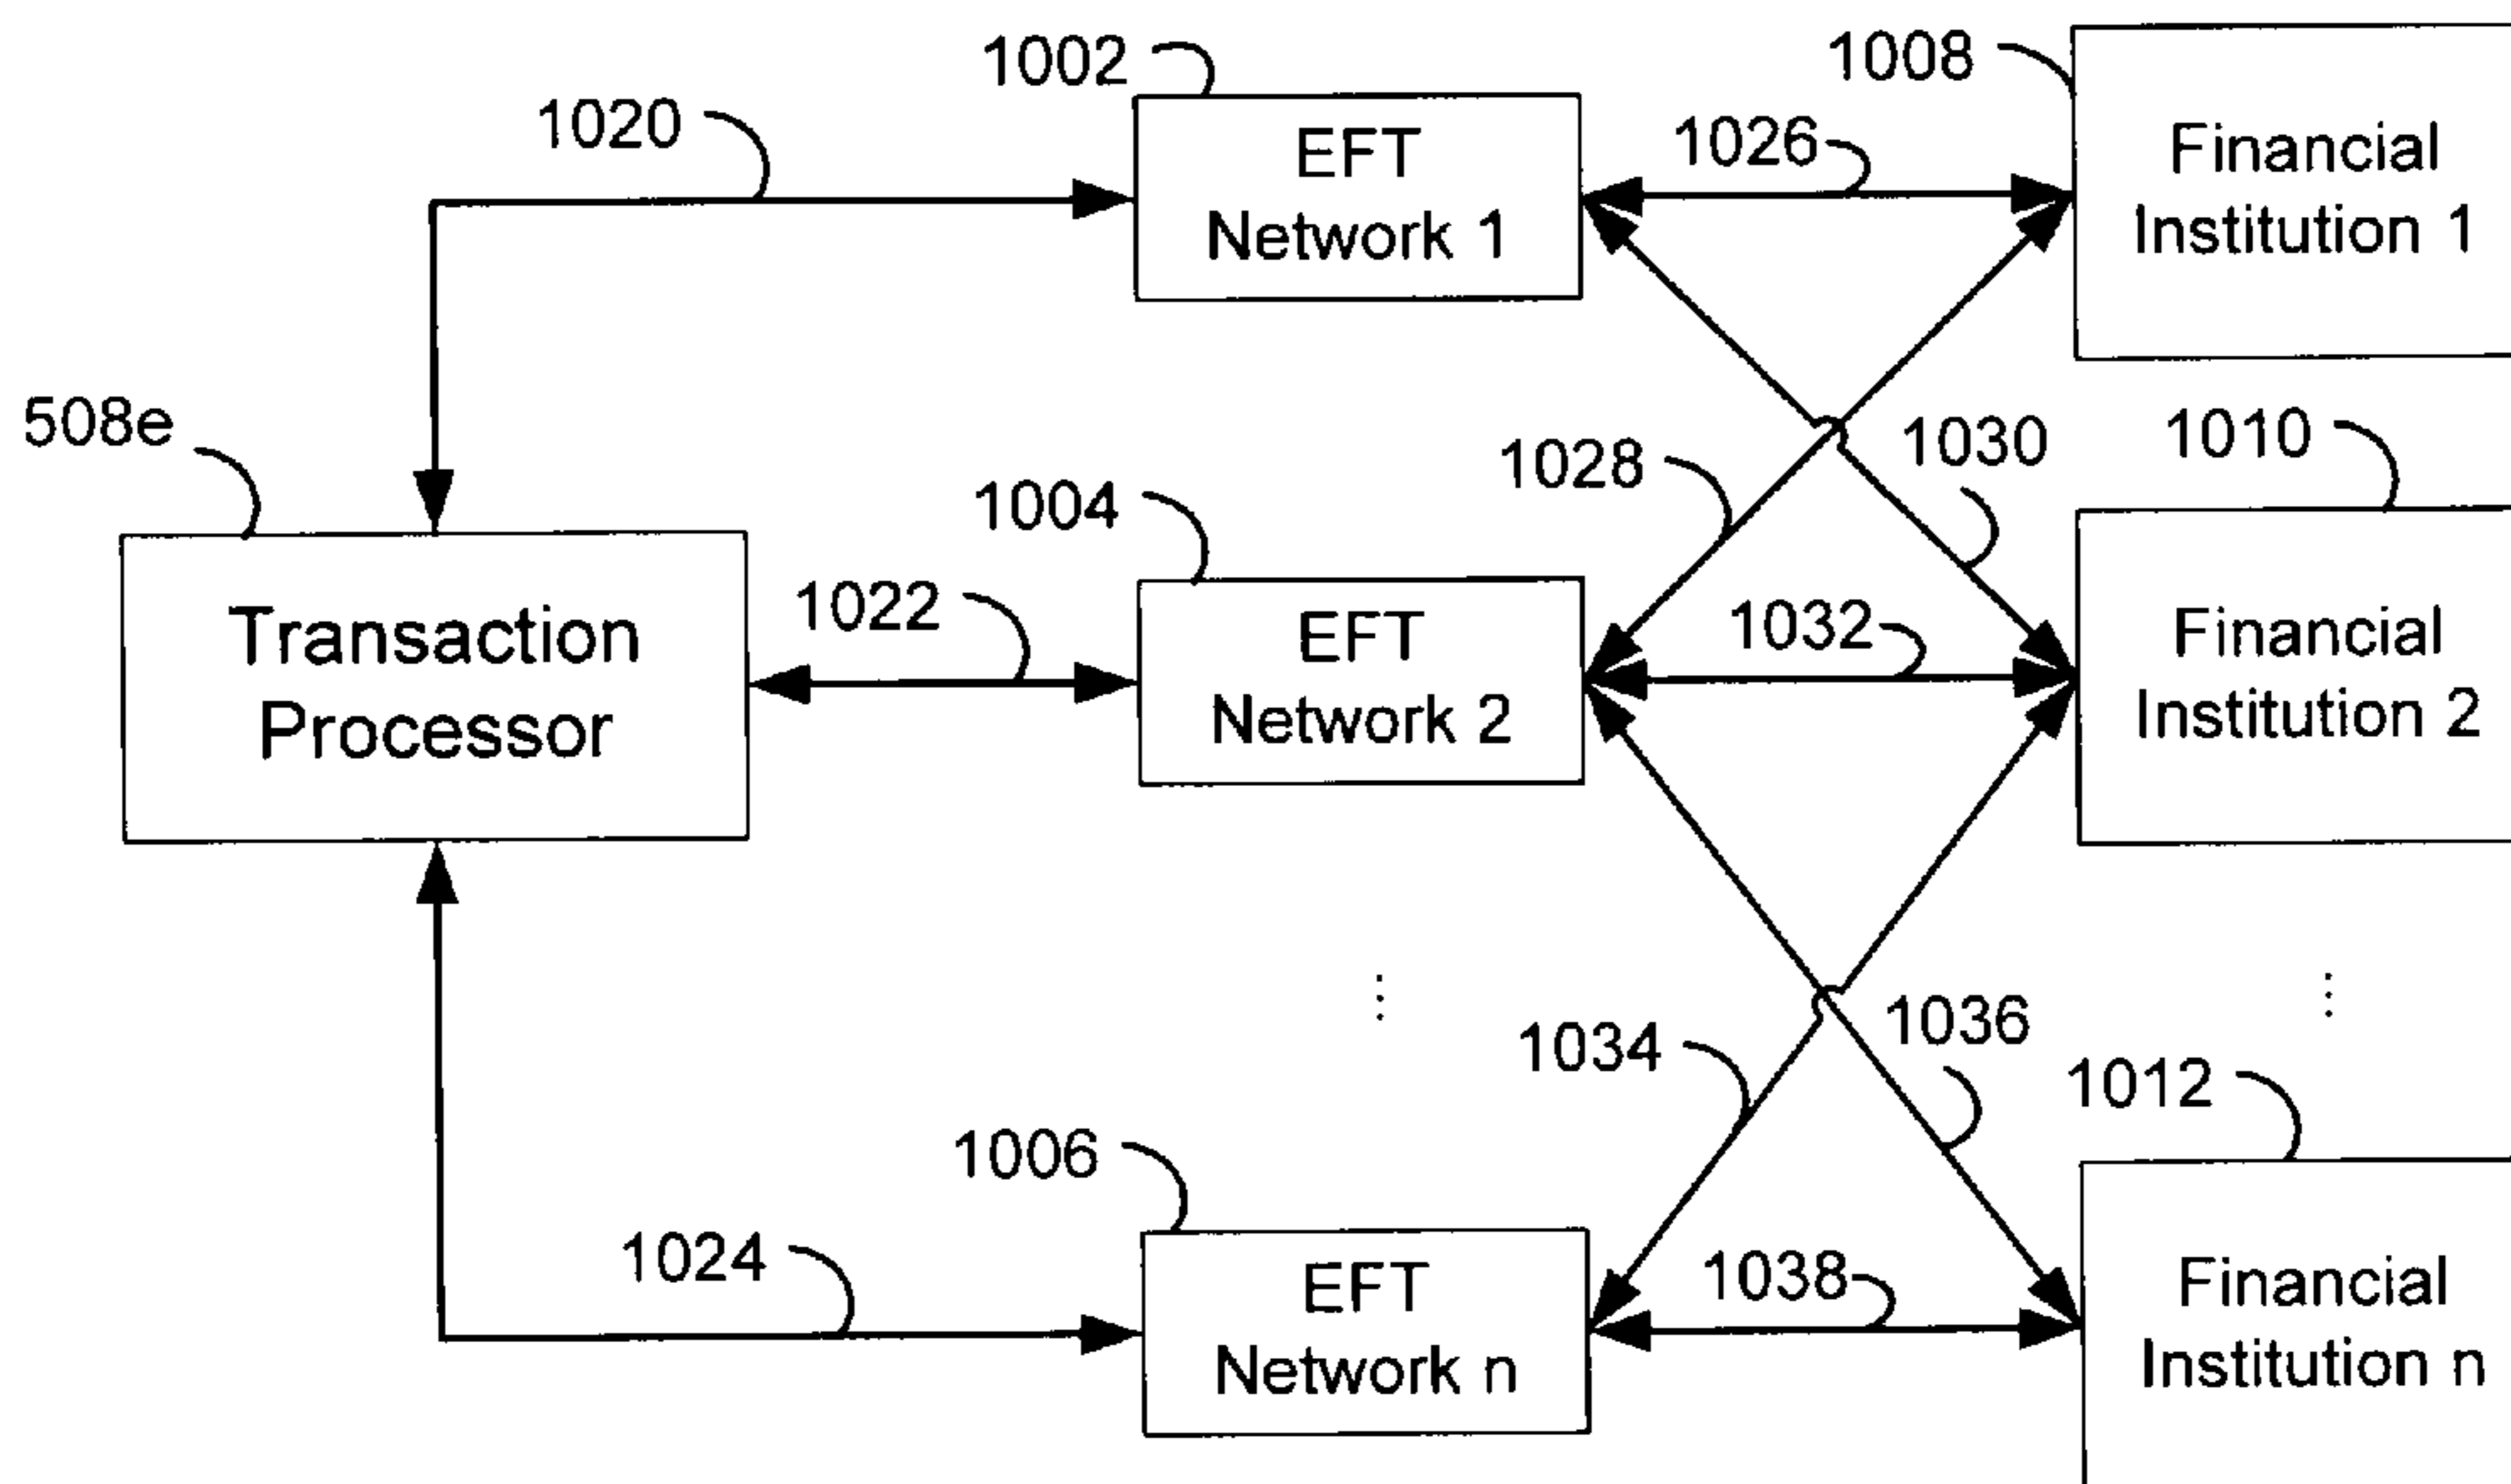 1002
1008
1020
1026
EFT
Network 1
Financial
Institution 1
508e
1028
1030
1010
1004
1022
1032
Transaction
Processor
EFT
Network 2
Financial
Institution 2
1034
1036
1012
1006
1024
1038
EFT
Network n
Financial
Institution n